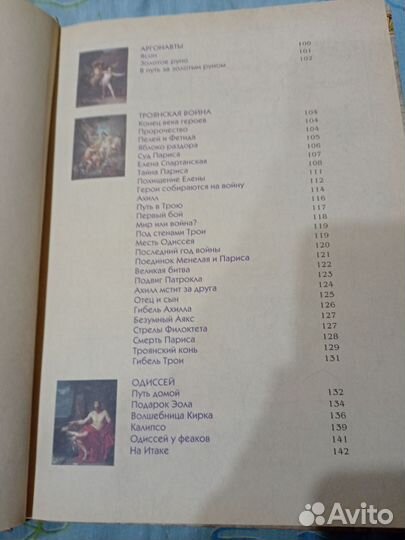 АРГОНАВТЫ 100
Ясон 101
Золотое руно 102
В путь за золотым руном
ТРОЯНСКАЯ ВОЙНА 104
Конец века героев 104
Пророчество 104
Пелей и Фетида 105
Яблоко раздора 106
Суд Париса 107
Елена Спартанская 108
Тайна Париса 111
Похищение Елены 112
Герои собираются на войну 114
Ахилл 116
Путь в Трою 117
Первый бой 118
Мир или война? 119
Под стенами Трои 119
Месть Одиссея 120
Последний год войны 121
Поединок Менелая и Париса 122
Великая битва 123
Подвиг Патрокла 124
Ахилл мстит за друга 125
Отец и сын 126
Гибель Ахилла 127
Безумный Аякс 127
Стрелы Филоктета 128
Смерть Париса 129
Троянский конь 131
Гибель Трои
ОДИССЕЙ
Путь домой 132
Подарок Эола 134
Волшебница Кирка 136
Калипсо 139
Одиссей у феаков 141
На Итаке 142
Avito